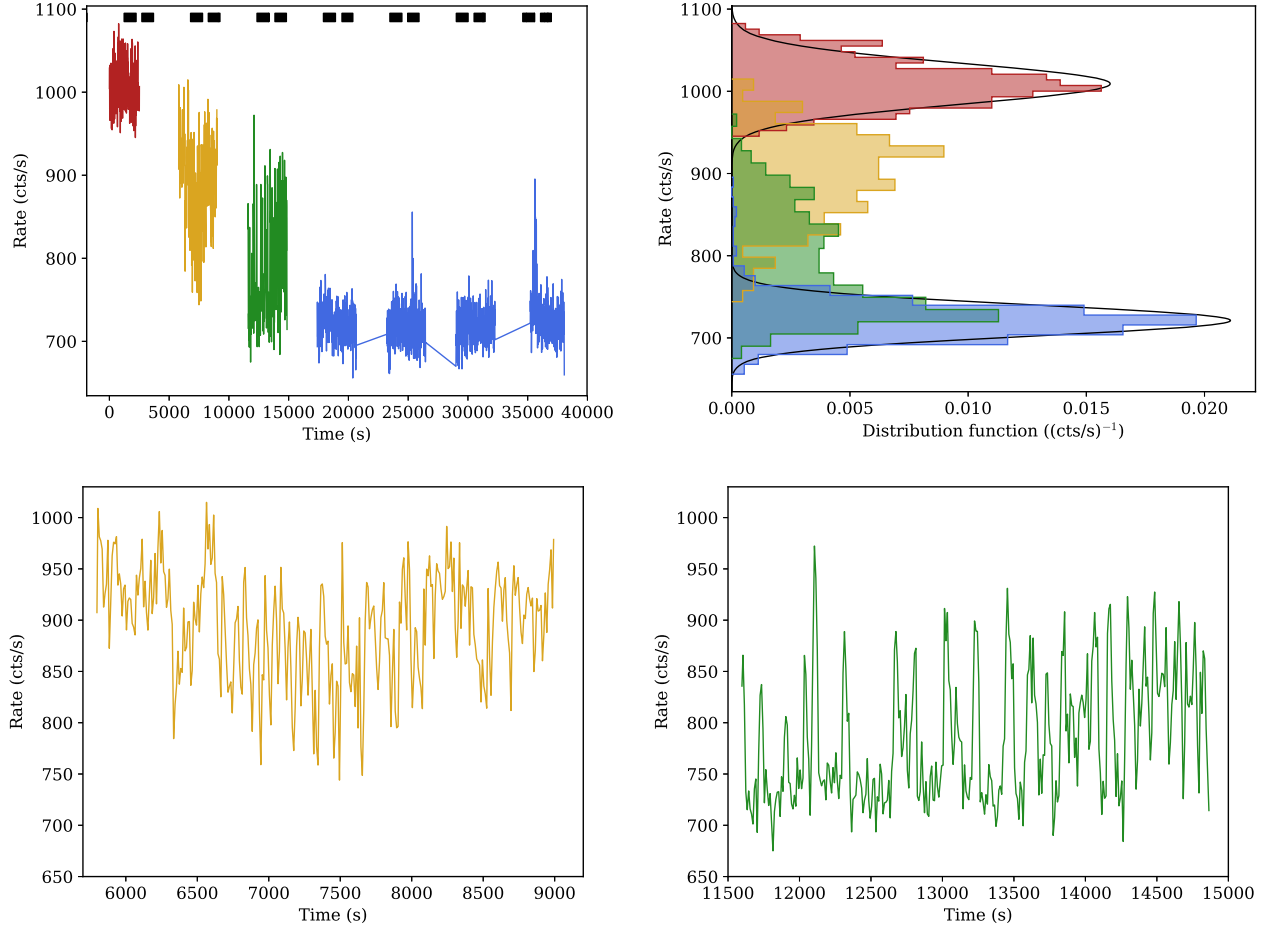 1100
1000
900
800
700
Rate (cts/s)
0 5000 10000 15000 20000 25000 30000 35000 40000
Time (s)
1100
1000
900
800
700
Rate (cts/s)
0.000 0.005 0.010 0.015 0.020
Distribution function ((cts/s)⁻¹)
1000
950
900
850
800
750
700
650
Rate (cts/s)
6000 6500 7000 7500 8000 8500 9000
Time (s)
1000
950
900
850
800
750
700
650
Rate (cts/s)
11500 12000 12500 13000 13500 14000 14500 15000
Time (s)